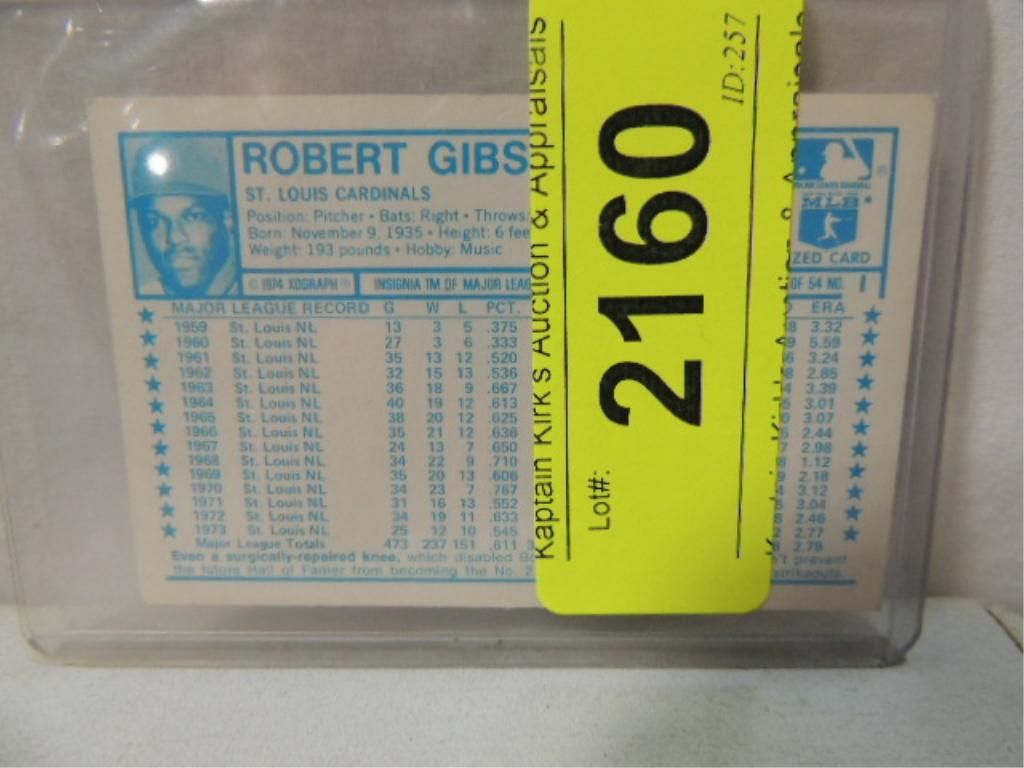 ROBERT GIBS
ST. LOUIS CARDINALS
Position: Pitcher • Bats: Right • Throws:
Born: November 9, 1935 • Height: 6 fee
Weight: 193 pounds • Hobby: Music
© 1974 XOGRAPH ® INSIGNIA TM OF MAJOR LEAG OF 54 NO. 1
MAJOR LEAGUE BASEBALL
MLB
ZED CARD
MAJOR LEAGUE RECORD G W L PCT. ERA
1959 St. Louis NL 13 3 5 .375 3.32
1960 St. Louis NL 27 3 6 .333 5.59
1961 St. Louis NL 35 13 12 .520 3.24
1962 St. Louis NL 32 15 13 .536 2.85
1963 St. Louis NL 36 18 9 .667 3.39
1964 St. Louis NL 40 19 12 .613 3.01
1965 St. Louis NL 38 20 12 .625 3.07
1966 St. Louis NL 35 21 12 .636 2.44
1967 St. Louis NL 24 13 7 .650 2.98
1968 St. Louis NL 34 22 9 .710 1.12
1969 St. Louis NL 35 20 13 .606 2.18
1970 St. Louis NL 34 23 7 .767 3.12
1971 St. Louis NL 31 16 13 .552 3.04
1972 St. Louis NL 34 19 11 .633 2.46
1973 St. Louis NL 25 12 10 .545 2.77
Major League Totals 473 237 151 .611 3 2.79
Even a surgically-repaired knee, which disabled Bo 't prevent
the future Hall of Famer from becoming the No. 2 strikeouts.
Kaptain Kirk's Auction & Appraisals
Lot#: 2160
ID:257